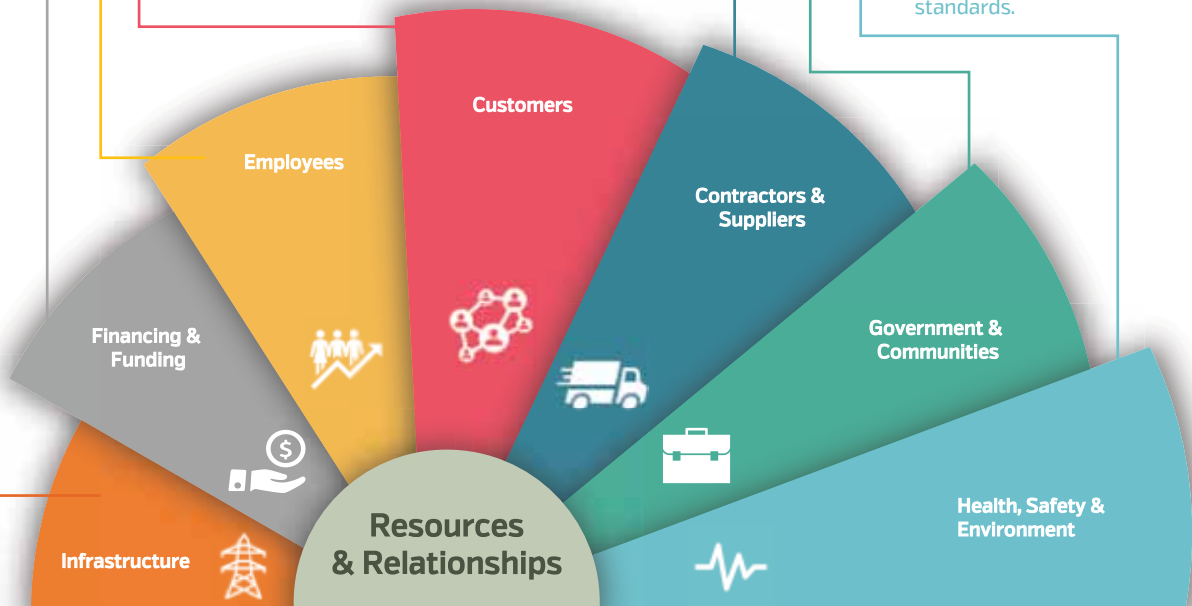 standards.
Customers
Employees
Contractors &
Suppliers
Financing &
Funding
Government &
Communities
$
Health, Safety &
Environment
Resources
& Relationships
Infrastructure